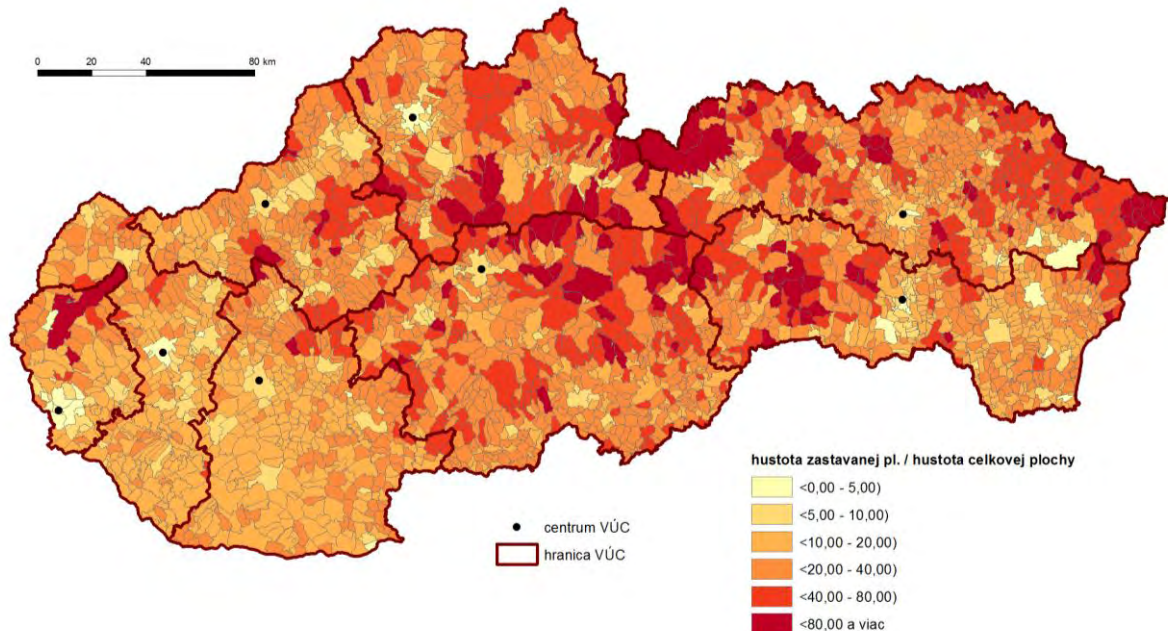 0 20 40 80 km
hustota zastavanej pl. / hustota celkovej plochy
<0,00 - 5,00)
<5,00 - 10,00)
<10,00 - 20,00)
<20,00 - 40,00)
<40,00 - 80,00)
<80,00 a viac
centrum VÚC
hranica VÚC